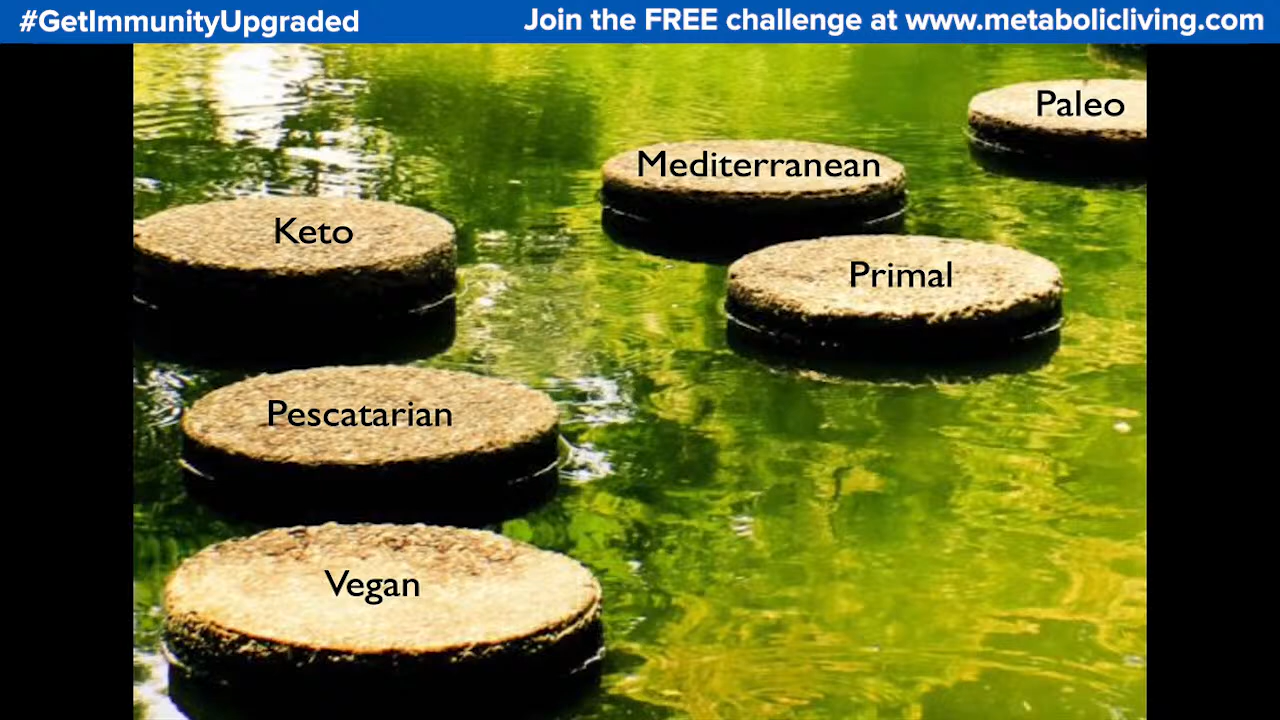 #GetImmunityUpgraded
Join the FREE challenge at www.metabolicliving.com
Paleo
Mediterranean
Keto
Primal
Pescatarian
Vegan